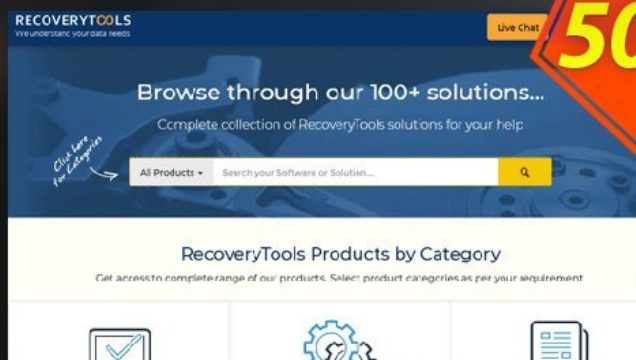 RECOVERYTOOLS
We understand your data needs
Live Chat
50
Browse through our 100+ solutions...
Complete collection of RecoveryTools solutions for your help
Click here
for Categories
All Products
Search your Software or Solution....
RecoveryTools Products by Category
Get access to complete range of our products. Select product categories as per your requirement